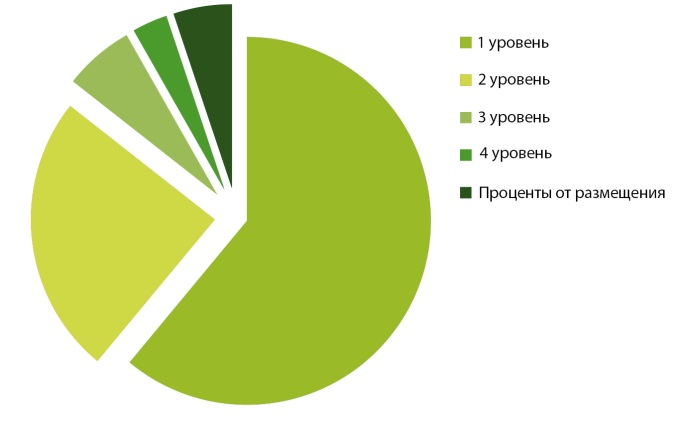 1 уровень
2 уровень
3 уровень
4 уровень
Проценты от размещения